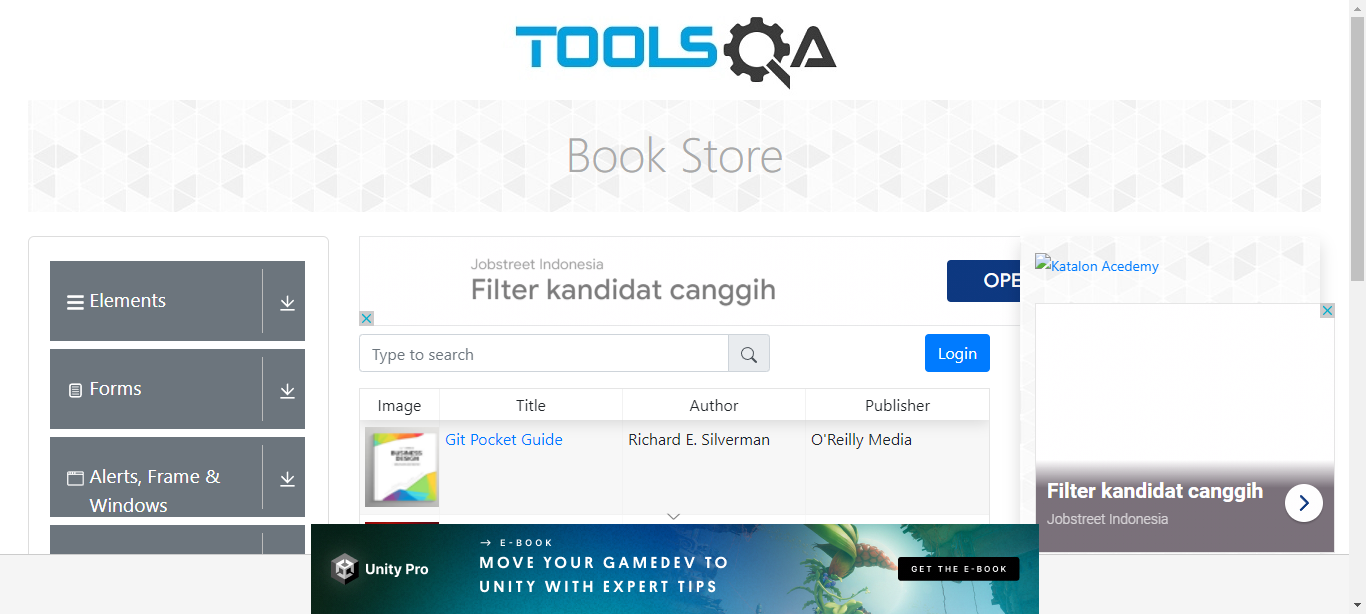 TOOLSQA
Book Store
Elements
Forms
Alerts, Frame &
Windows
Jobstreet Indonesia
Filter kandidat canggih
OPE
Type to search
Login
Image Title Author Publisher
BUSINESS
DESIGN
Git Pocket Guide Richard E. Silverman O'Reilly Media
Katalon Acedemy
Filter kandidat canggih
Jobstreet Indonesia
Unity Pro
→ E-BOOK
MOVE YOUR GAMEDEV TO
UNITY WITH EXPERT TIPS
GET THE E-BOOK